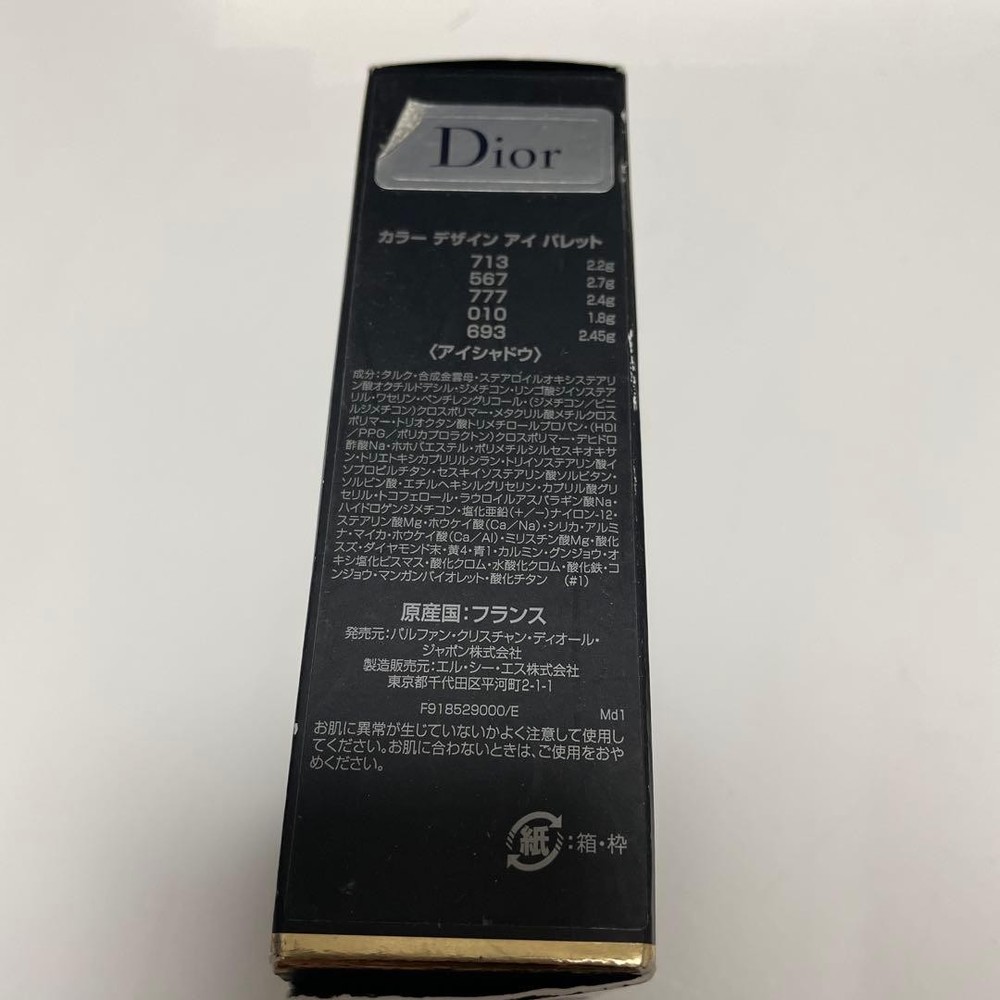 Dior
カラー デザイン アイ パレット
713 2.2g
567 2.7g
777 2.4g
010 1.8g
693 2.45g
〈アイシャドウ〉
成分：タルク・合成金雲母・ステアロイルオキシステアリ
ン酸オクチルドデシル・ジメチコン・リンゴ酸ジイソステア
リル・ワセリン・ペンチレングリコール・(ジメチコン/ビニ
ルジメチコン)クロスポリマー・メタクリル酸メチルクロス
ポリマー・トリオクタン酸トリメチロールプロパン・(HDI
/PPG/ポリカプロラクトン)クロスポリマー・デヒドロ
酢酸Na・ホホバエステル・ポリメチルシルセスキオキサ
ン・トリエトキシカプリリルシラン・トリイソステアリン酸イ
ソプロピルチタン・セスキイソステアリン酸ソルビタン・
ソルビン酸・エチルヘキシルグリセリン・カプリル酸グリ
セリル・トコフェロール・ラウロイルアスパラギン酸Na・
ハイドロゲンジメチコン・塩化亜鉛(+/−)ナイロン-12・
ステアリン酸Mg・ホウケイ酸(Ca/Na)・シリカ・アルミ
ナ・マイカ・ホウケイ酸(Ca/Al)・ミリスチン酸Mg・酸化
スズ・ダイヤモンド末・黄4・青1・カルミン・グンジョウ・オ
キシ塩化ビスマス・酸化クロム・水酸化クロム・酸化鉄・コ
ンジョウ・マンガンバイオレット・酸化チタン (#1)
原産国：フランス
発売元：パルファン・クリスチャン・ディオール・
ジャポン株式会社
製造販売元：エル・シー・エス株式会社
東京都千代田区平河町2-1-1
F918529000/E Md1
お肌に異常が生じていないかよく注意して使用し
てください。お肌に合わないときは、ご使用をおや
めください。
紙：箱・枠